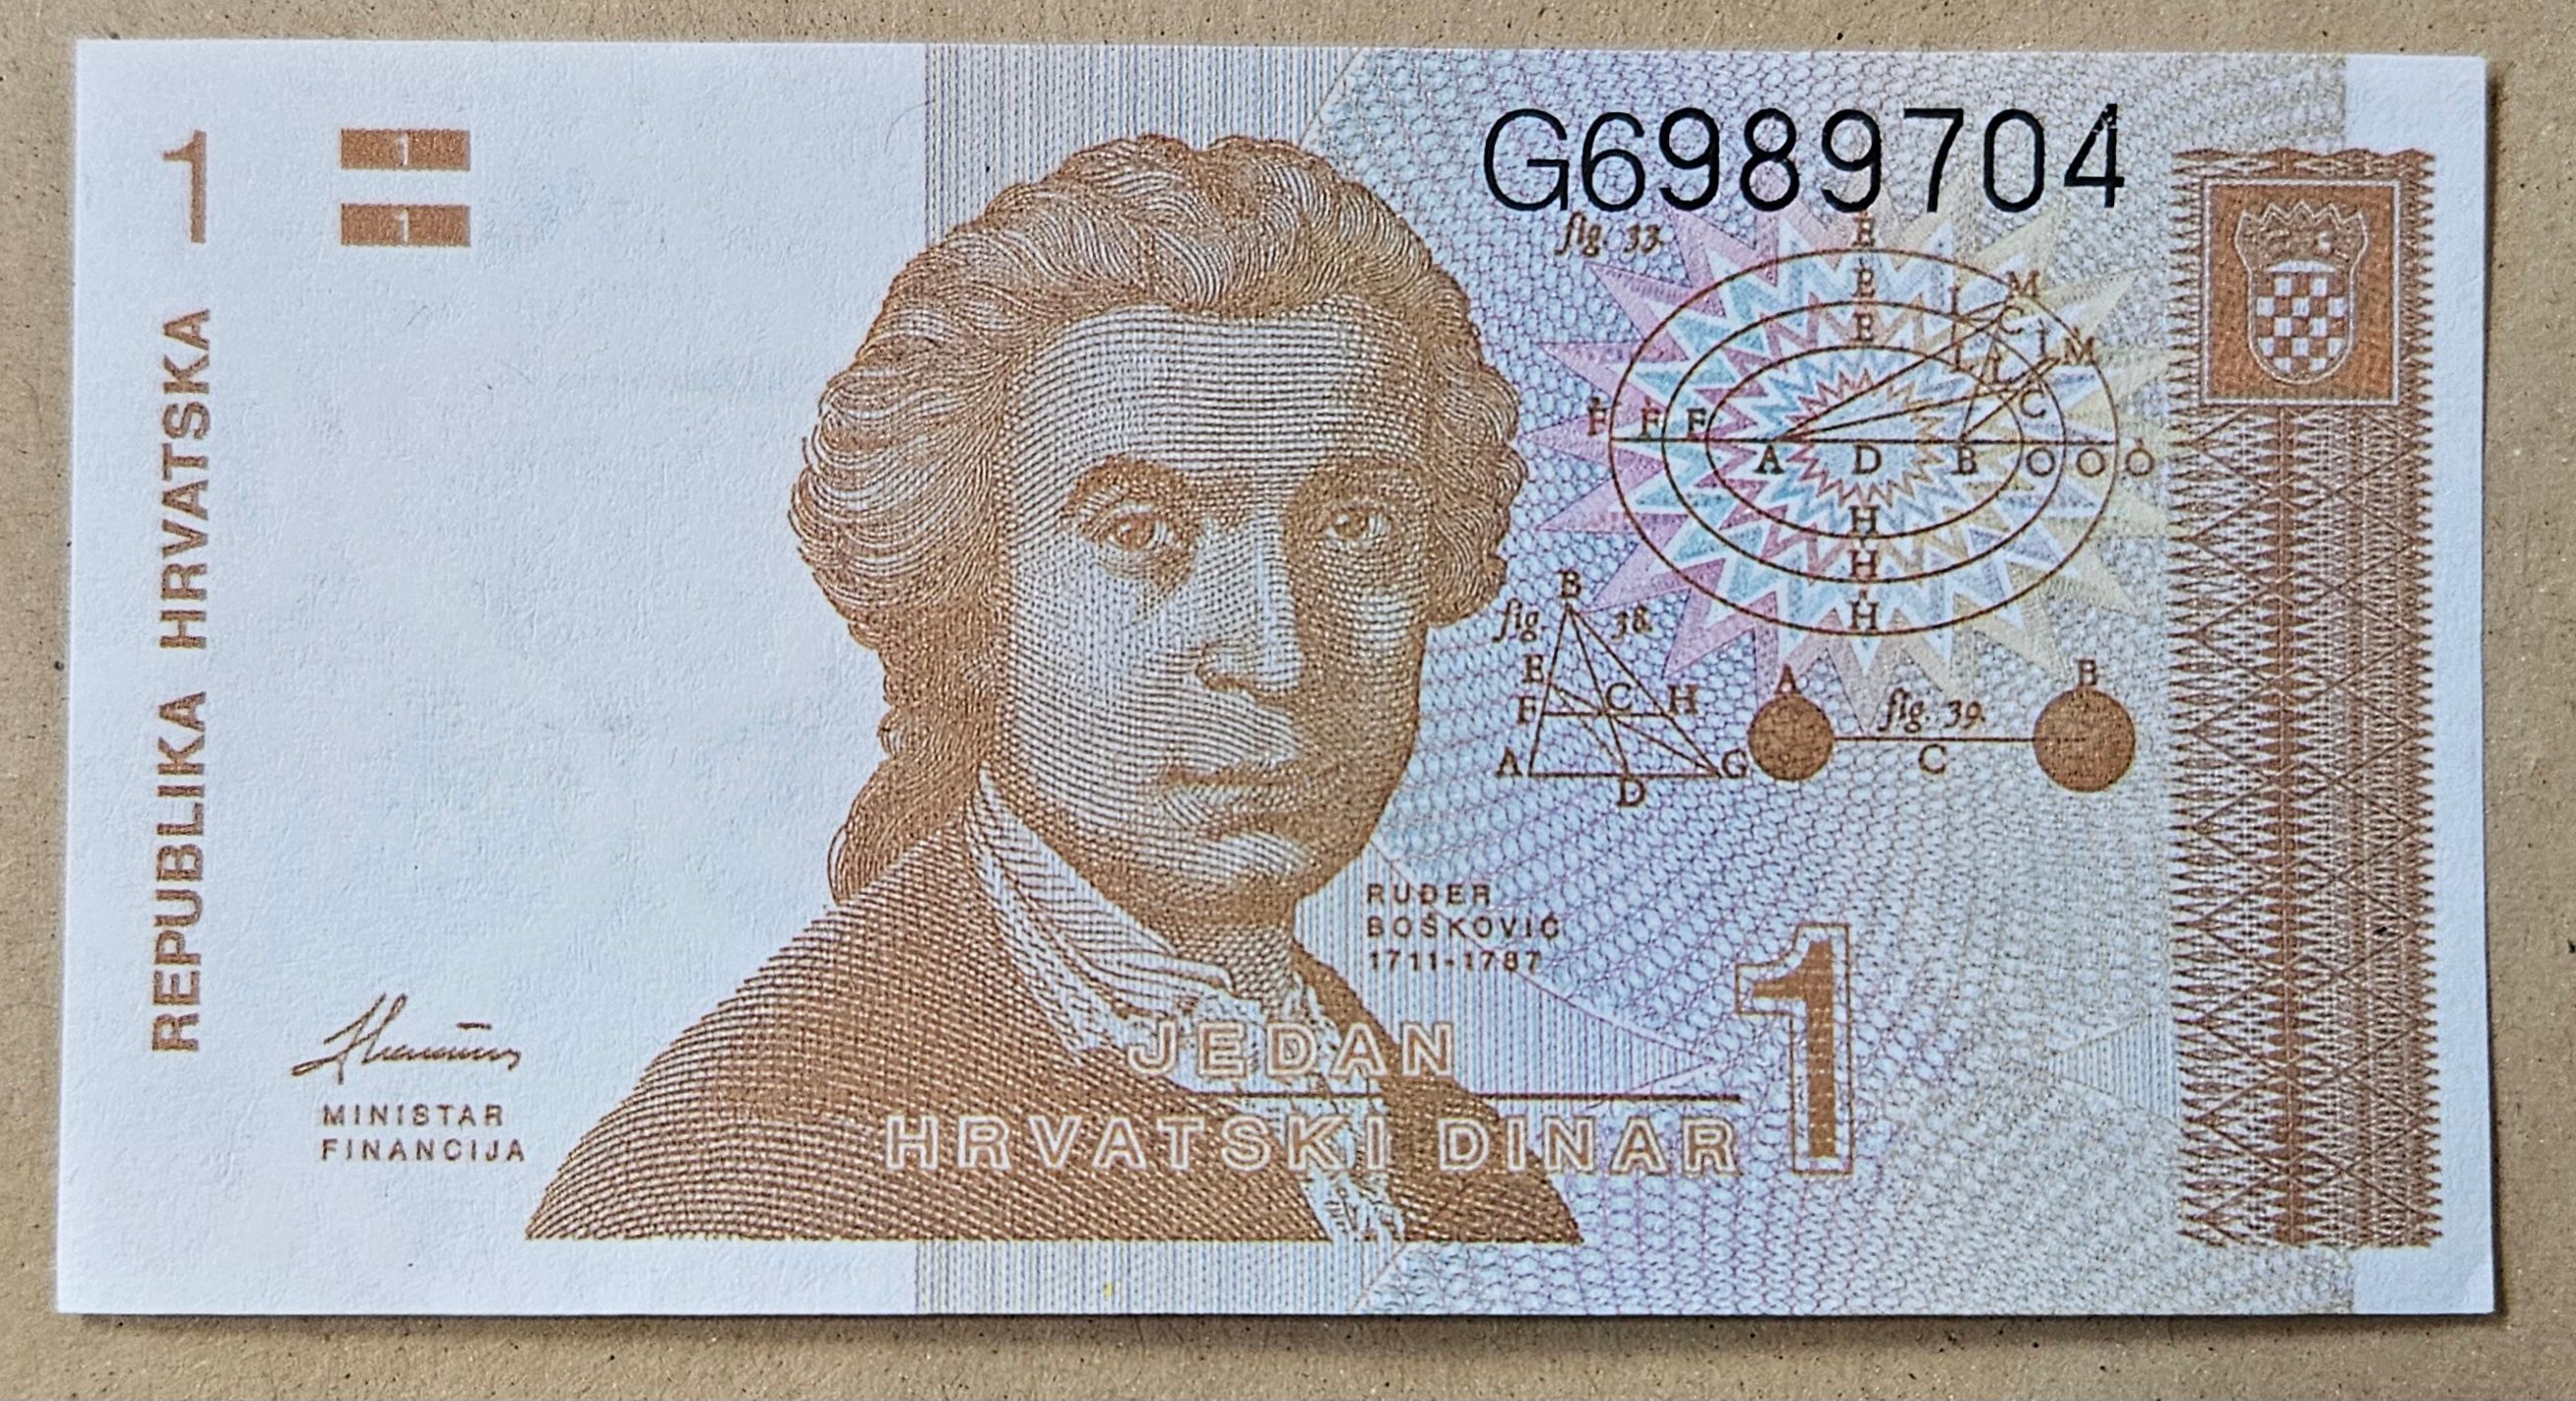 1
1
1
REPUBLIKA HRVATSKA
MINISTAR
FINANCIJA
G6989704
fig. 33.
E
E
E
M
L
C
I M
L L
C
F F F
A D B O O O
H
H
H
B
fig. 38.
E
F C H
A D G
A B
fig. 39.
C
RUĐER
BOŠKOVIĆ
1711-1787
JEDAN
HRVATSKI DINAR
1